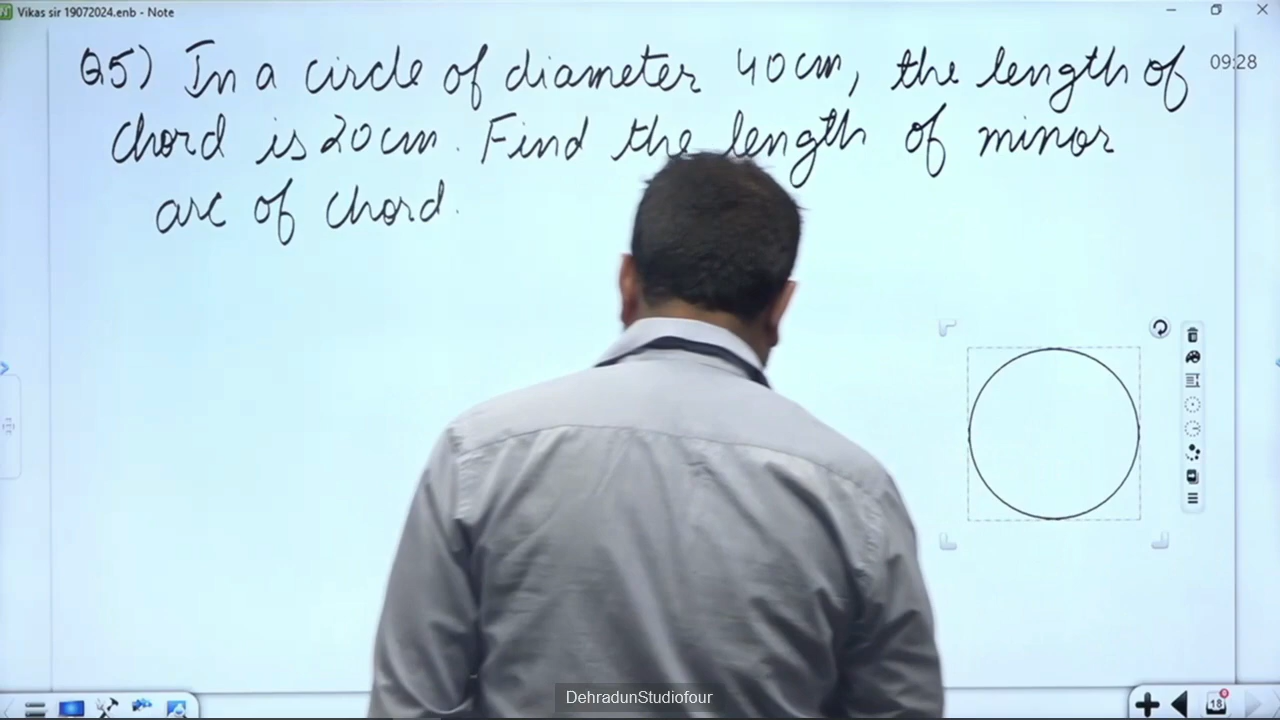 Vikas sir 19072024.enb - Note
09:28
Q5) In a circle of diameter 40cm, the length of
chord is 20cm. Find the length of minor
arc of chord.
18
DehradunStudiofour